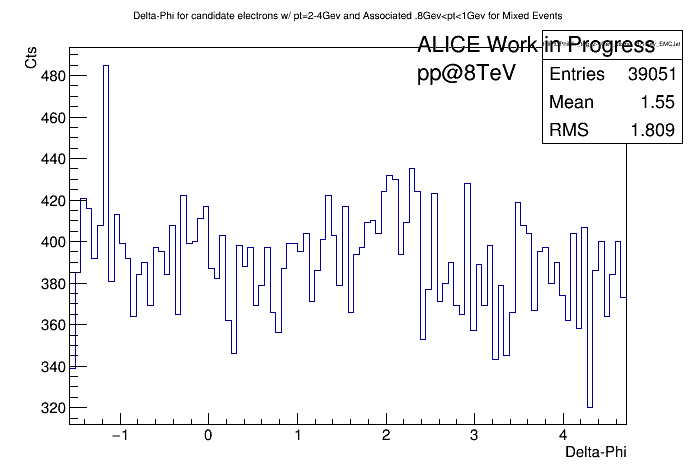 Delta-Phi for candidate electrons w/ pt=2-4Gev and Associated .8Gev<pt<1Gev for Mixed Events
Cts
ALICE Work in Progress
pp@8TeV
Entries 39051
Mean 1.55
RMS 1.809
480
460
440
420
400
380
360
340
320
−1 0 1 2 3 4
Delta-Phi